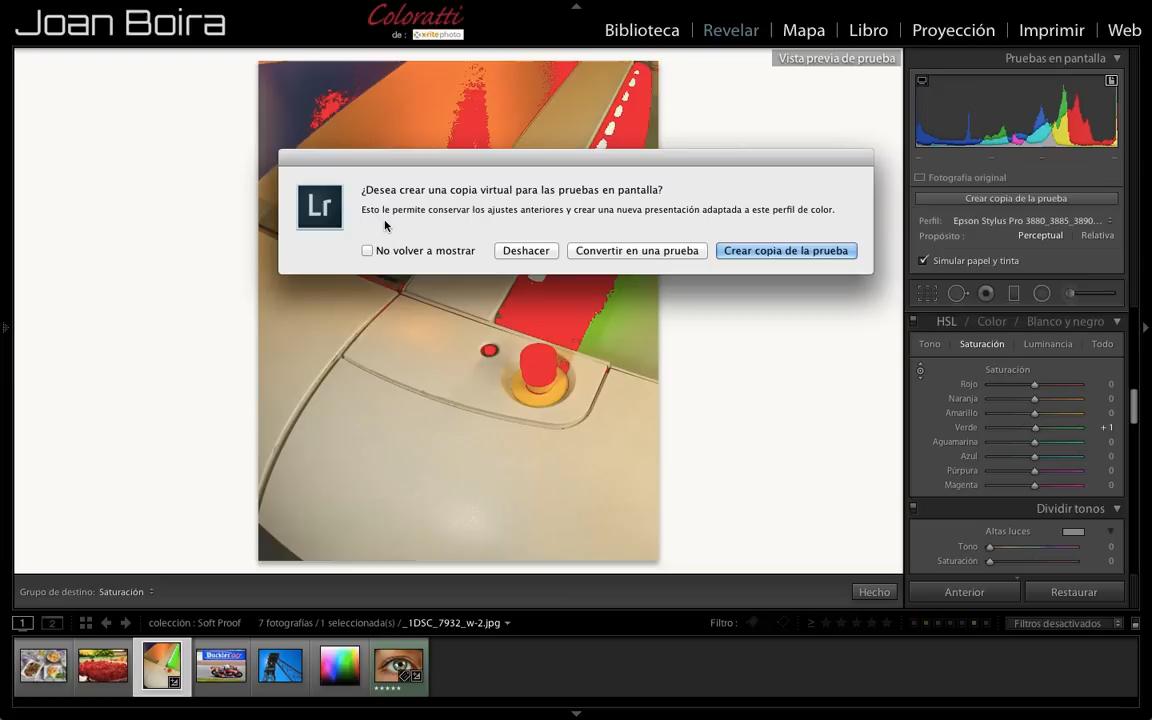 Joan Boira
Coloratti
de : x·ritephoto
Biblioteca | Revelar | Mapa | Libro | Proyección | Imprimir | Web
Vista previa de prueba
Pruebas en pantalla
¿Desea crear una copia virtual para las pruebas en pantalla?
Lr
Esto le permite conservar los ajustes anteriores y crear una nueva presentación adaptada a este perfil de color.
No volver a mostrar
Deshacer
Convertir en una prueba
Crear copia de la prueba
Fotografía original
Crear copia de la prueba
Perfil: Epson Stylus Pro 3880_3885_3890...
Propósito: Perceptual Relativa
Simular papel y tinta
HSL / Color / Blanco y negro
Tono Saturación Luminancia Todo
Saturación
Rojo 0
Naranja 0
Amarillo 0
Verde + 1
Aguamarina 0
Azul 0
Púrpura 0
Magenta 0
Dividir tonos
Altas luces
Tono 0
Saturación 0
Grupo de destino: Saturación
Hecho
Anterior
Restaurar
1 2 colección : Soft Proof 7 fotografías / 1 seleccionada(s) / _1DSC_7932_w-2.jpg
Filtro :
Filtros desactivados